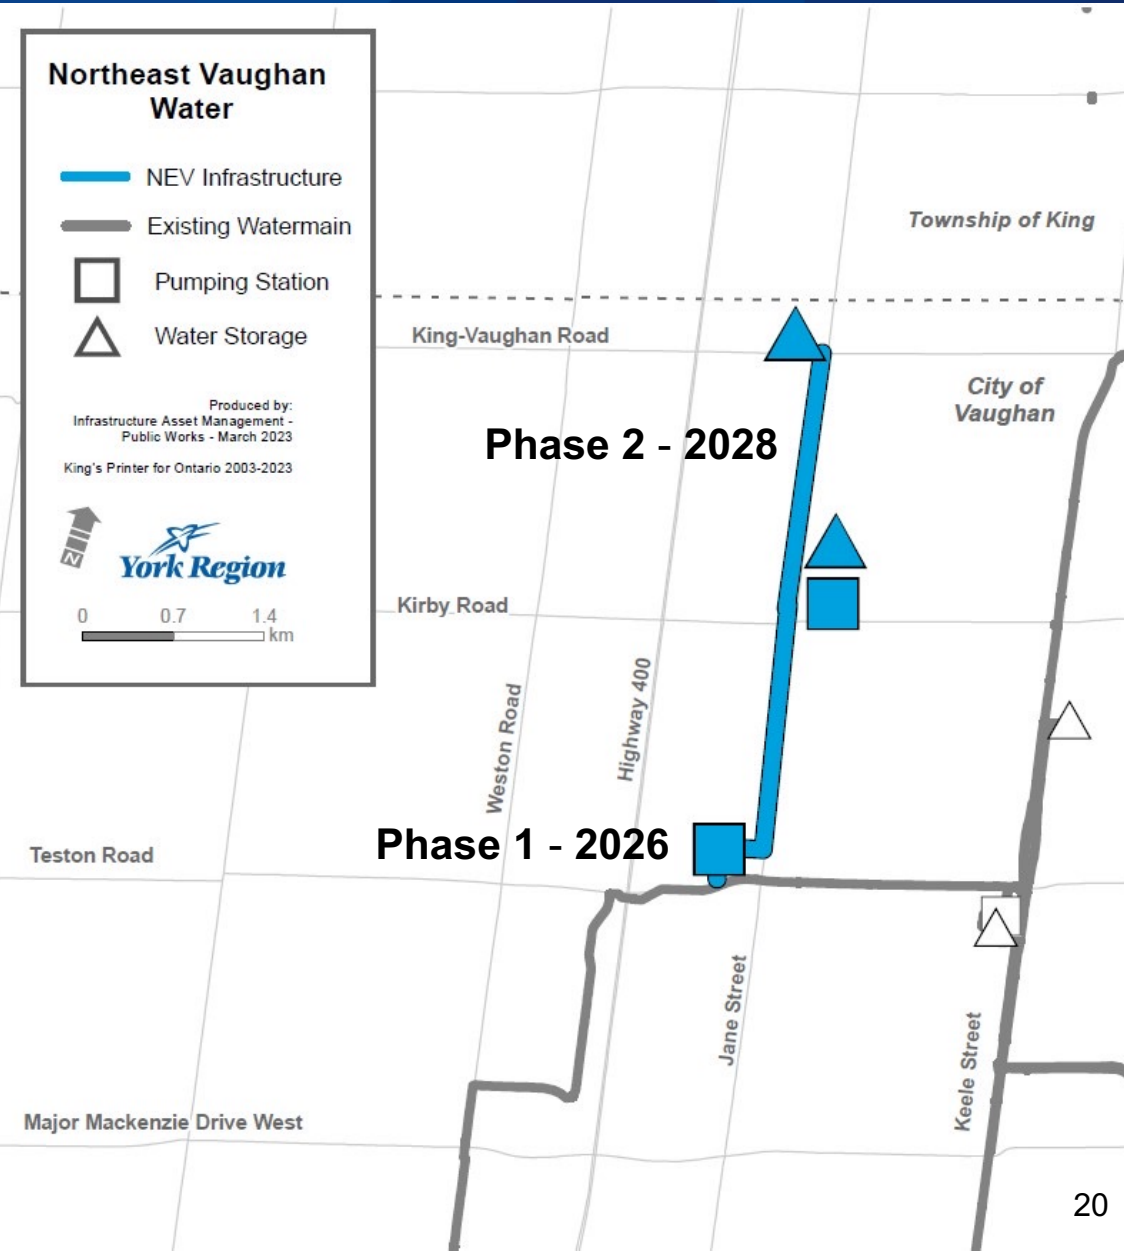 Northeast Vaughan
Water
NEV Infrastructure
Existing Watermain
Pumping Station
Water Storage
Produced by:
Infrastructure Asset Management -
Public Works - March 2023
King's Printer for Ontario 2003-2023
N
York Region
0 0.7 1.4
km
Township of King
King-Vaughan Road
City of
Vaughan
Phase 2 - 2028
Kirby Road
Highway 400
Weston Road
Phase 1 - 2026
Teston Road
Jane Street
Keele Street
Major Mackenzie Drive West
20